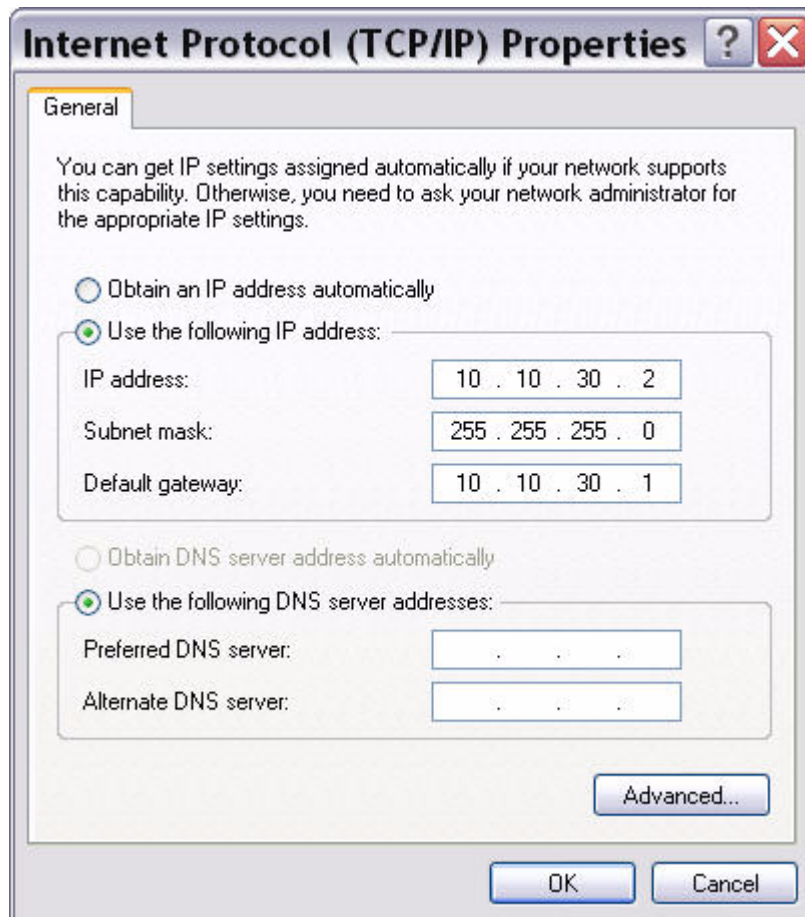 Internet Protocol (TCP/IP) Properties
General
You can get IP settings assigned automatically if your network supports
this capability. Otherwise, you need to ask your network administrator for
the appropriate IP settings.
Obtain an IP address automatically
Use the following IP address:
IP address: 10 . 10 . 30 . 2
Subnet mask: 255 . 255 . 255 . 0
Default gateway: 10 . 10 . 30 . 1
Obtain DNS server address automatically
Use the following DNS server addresses:
Preferred DNS server: . . .
Alternate DNS server: . . .
Advanced...
OK Cancel